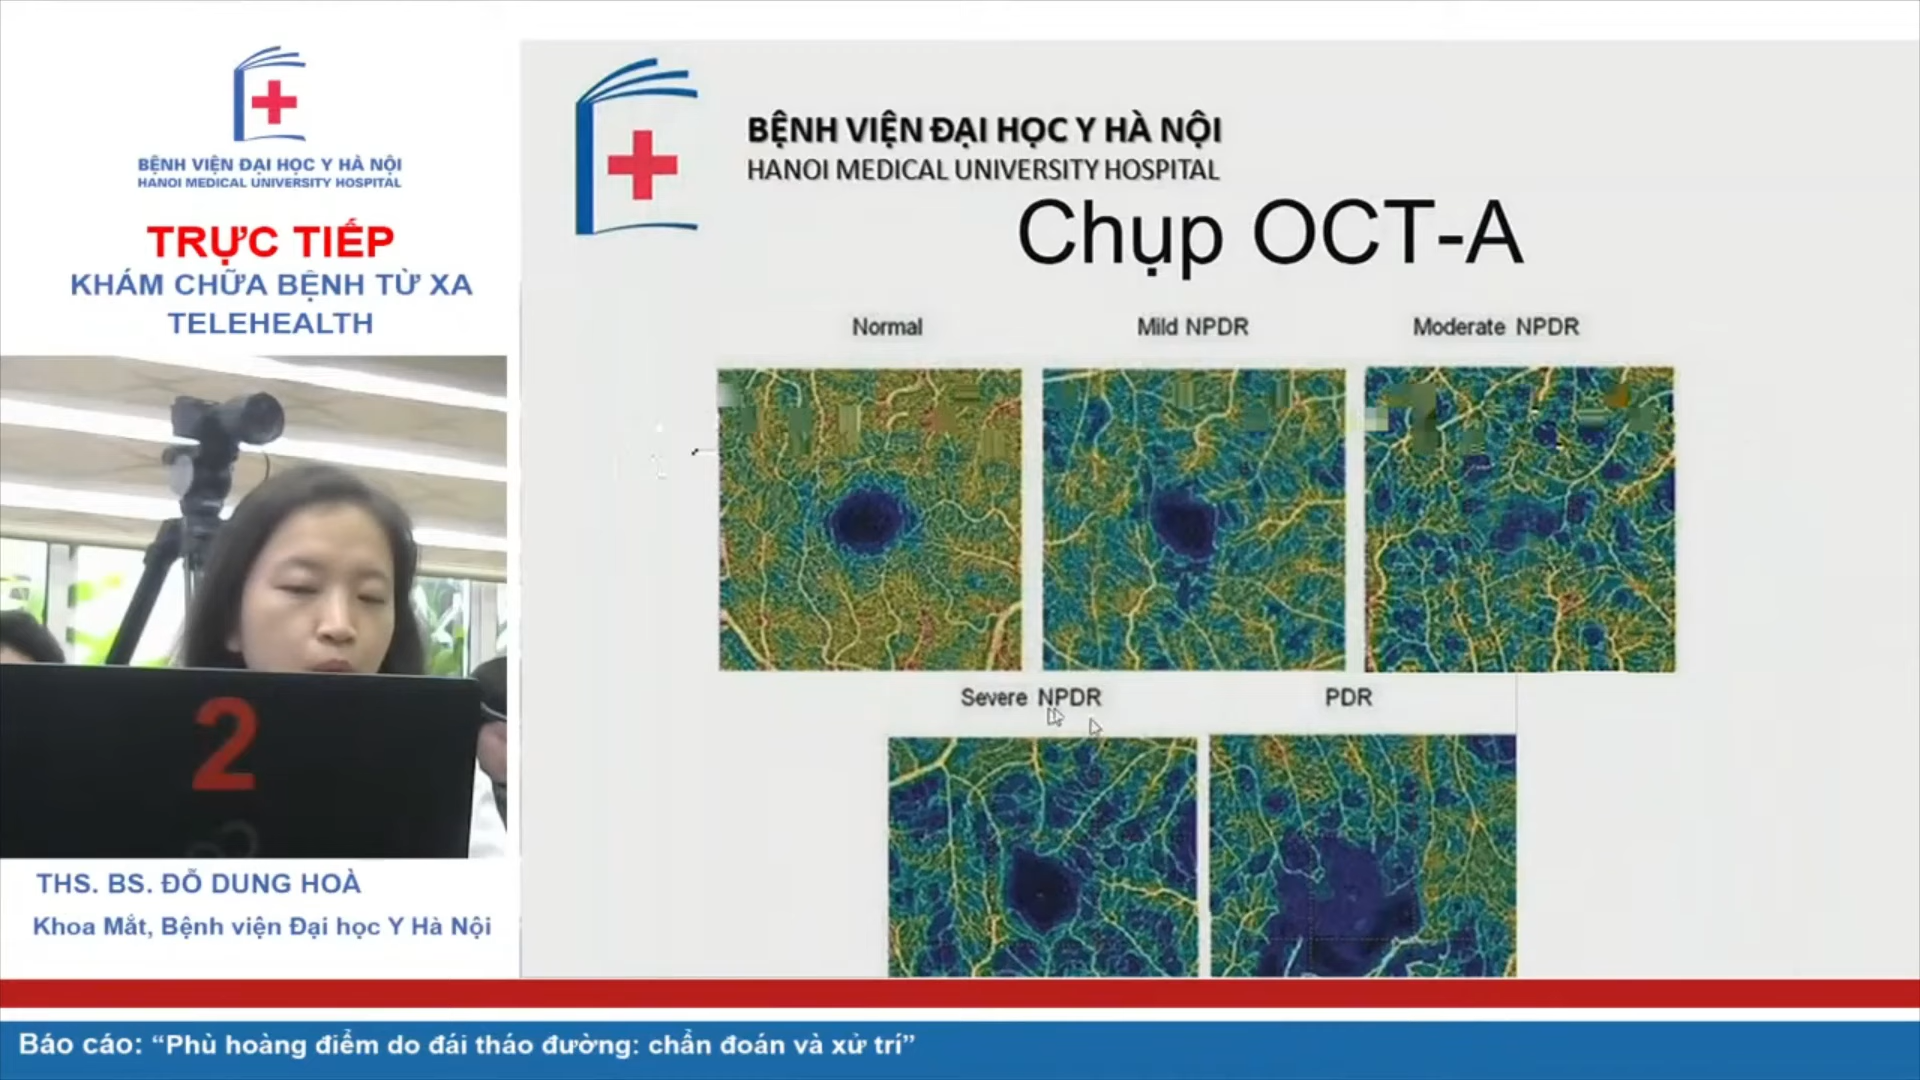 BỆNH VIỆN ĐẠI HỌC Y HÀ NỘI
HANOI MEDICAL UNIVERSITY HOSPITAL
TRỰC TIẾP
KHÁM CHỮA BỆNH TỪ XA
TELEHEALTH
2
THS. BS. ĐỖ DUNG HOÀ
Khoa Mắt, Bệnh viện Đại học Y Hà Nội
BỆNH VIỆN ĐẠI HỌC Y HÀ NỘI
HANOI MEDICAL UNIVERSITY HOSPITAL
Chụp OCT-A
Normal
Mild NPDR
Moderate NPDR
Severe NPDR
PDR
Báo cáo: “Phù hoàng điểm do đái tháo đường: chẩn đoán và xử trí”